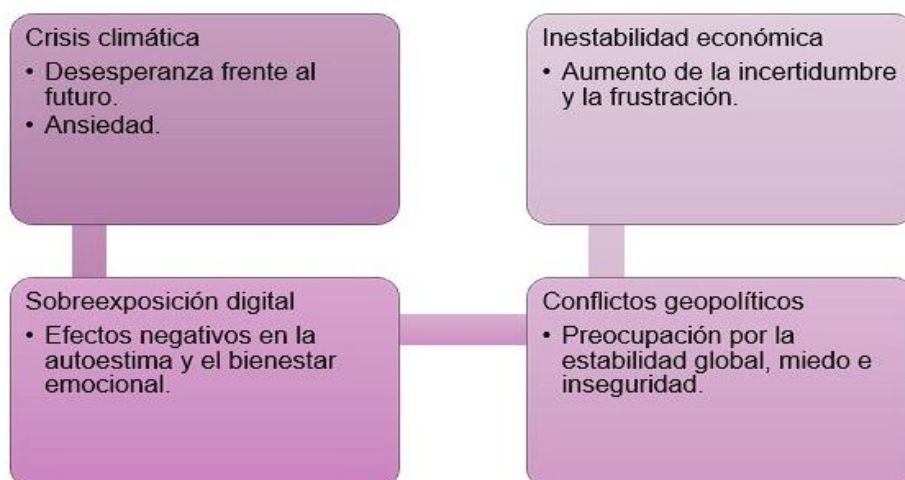 Crisis climática
• Desesperanza frente al
futuro.
• Ansiedad.
Sobreexposición digital
• Efectos negativos en la
autoestima y el bienestar
emocional.
Conflictos geopolíticos
• Preocupación por la
estabilidad global, miedo e
inseguridad.
Inestabilidad económica
• Aumento de la incertidumbre
y la frustración.